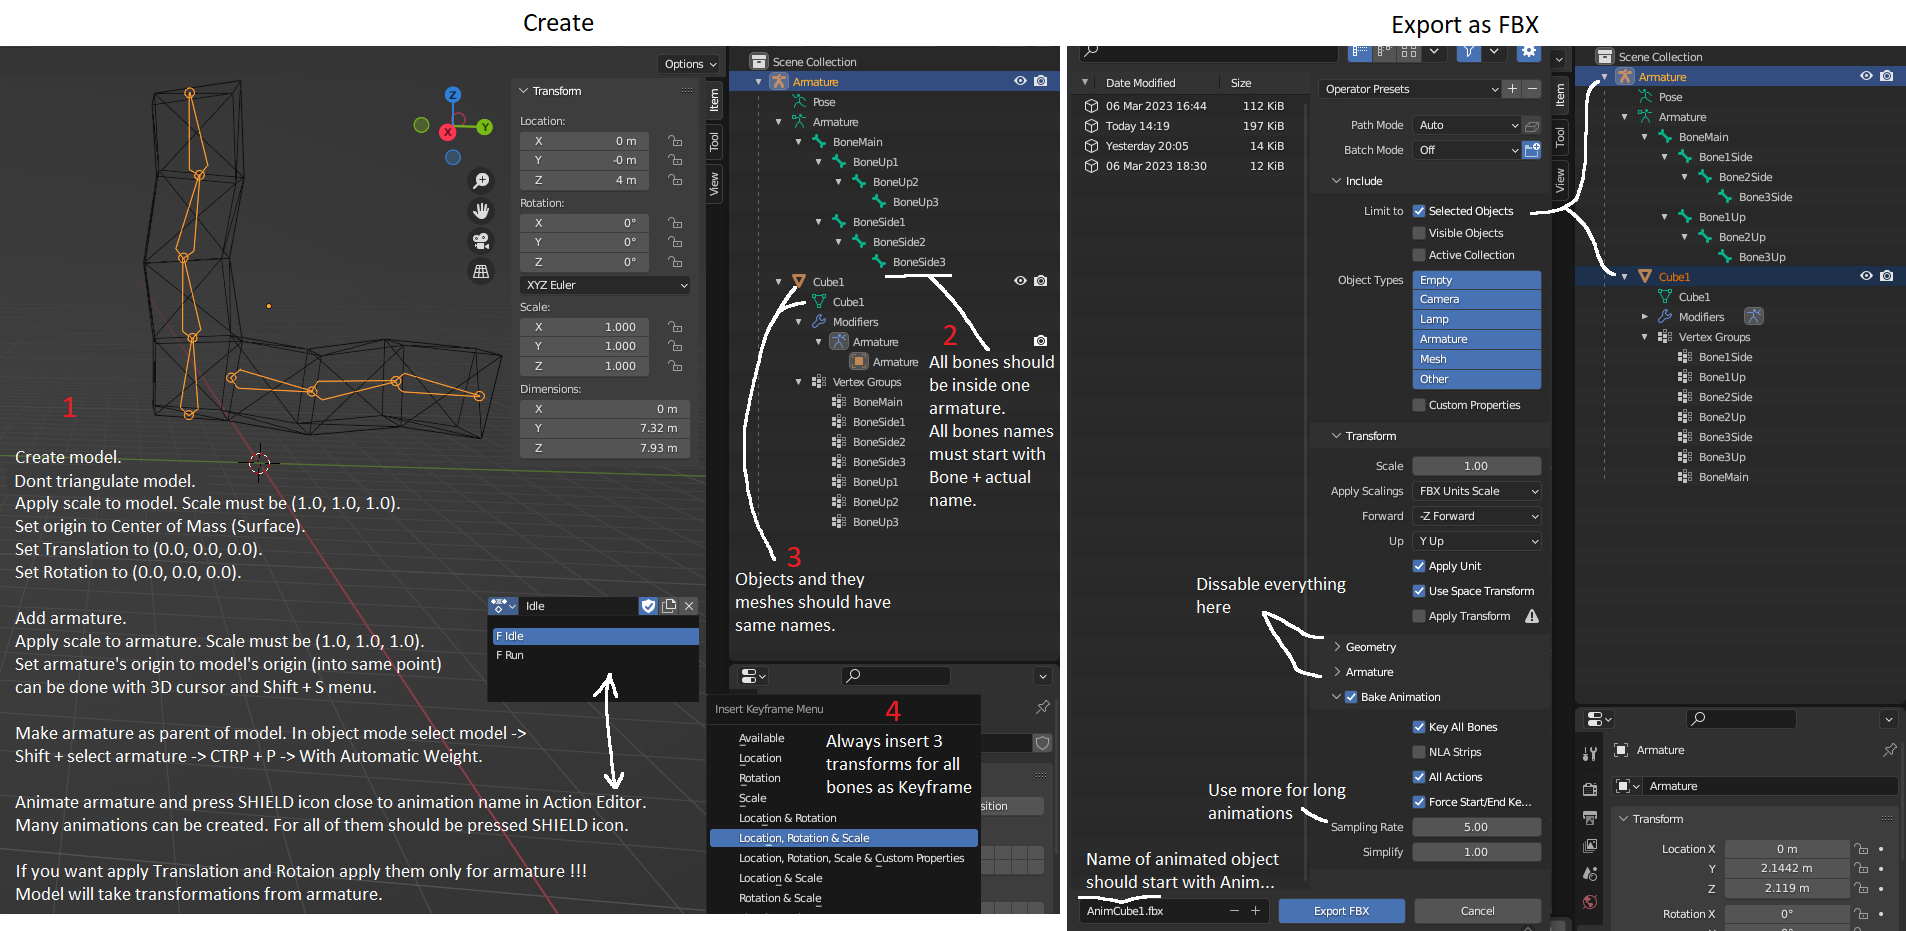 Create
Export as FBX
Options
Transform
Location:
X 0 m
Y -0 m
Z 4 m
Rotation:
X 0°
Y 0°
Z 0°
XYZ Euler
Scale:
X 1.000
Y 1.000
Z 1.000
Dimensions:
X 0 m
Y 7.32 m
Z 7.93 m
Item
Tool
View
Z
Y
X
1
Create model.
Dont triangulate model.
Apply scale to model. Scale must be (1.0, 1.0, 1.0).
Set origin to Center of Mass (Surface).
Set Translation to (0.0, 0.0, 0.0).
Set Rotation to (0.0, 0.0, 0.0).
Add armature.
Apply scale to armature. Scale must be (1.0, 1.0, 1.0).
Set armature's origin to model's origin (into same point)
can be done with 3D cursor and Shift + S menu.
Make armature as parent of model. In object mode select model ->
Shift + select armature -> CTRP + P -> With Automatic Weight.
Animate armature and press SHIELD icon close to animation name in Action Editor.
Many animations can be created. For all of them should be pressed SHIELD icon.
If you want apply Translation and Rotaion apply them only for armature !!!
Model will take transformations from armature.
Idle
F Idle
F Run
Scene Collection
Armature
Pose
Armature
BoneMain
BoneUp1
BoneUp2
BoneUp3
BoneSide1
BoneSide2
BoneSide3
Cube1
Cube1
Modifiers
Armature
Armature
Vertex Groups
BoneMain
BoneSide1
BoneSide2
BoneSide3
BoneUp1
BoneUp2
BoneUp3
2
All bones should
be inside one
armature.
All bones names
must start with
Bone + actual
name.
3
Objects and they
meshes should have
same names.
Insert Keyframe Menu
4
Available
Location
Rotation
Scale
Location & Rotation
Location, Rotation & Scale
Location, Rotation, Scale & Custom Properties
Location & Scale
Rotation & Scale
Always insert 3
transforms for all
bones as Keyframe
sition
Date Modified Size
06 Mar 2023 16:44 112 KiB
Today 14:19 197 KiB
Yesterday 20:05 14 KiB
06 Mar 2023 18:30 12 KiB
Operator Presets
Path Mode Auto
Batch Mode Off
Include
Limit to Selected Objects
Visible Objects
Active Collection
Object Types Empty
Camera
Lamp
Armature
Mesh
Other
Custom Properties
Transform
Scale 1.00
Apply Scalings FBX Units Scale
Forward -Z Forward
Up Y Up
Apply Unit
Use Space Transform
Apply Transform
Dissable everything
here
Geometry
Armature
Bake Animation
Key All Bones
NLA Strips
All Actions
Force Start/End Ke...
Use more for long
animations
Sampling Rate 5.00
Simplify 1.00
Name of animated object
should start with Anim...
AnimCube1.fbx
Export FBX
Cancel
Item
Tool
View
Scene Collection
Armature
Pose
Armature
BoneMain
Bone1Side
Bone2Side
Bone3Side
Bone1Up
Bone2Up
Bone3Up
Cube1
Cube1
Modifiers
Vertex Groups
Bone1Side
Bone1Up
Bone2Side
Bone2Up
Bone3Side
Bone3Up
BoneMain
Armature
Armature
Transform
Location X 0 m
Y 2.1442 m
Z 2.119 m
Rotation X 0°